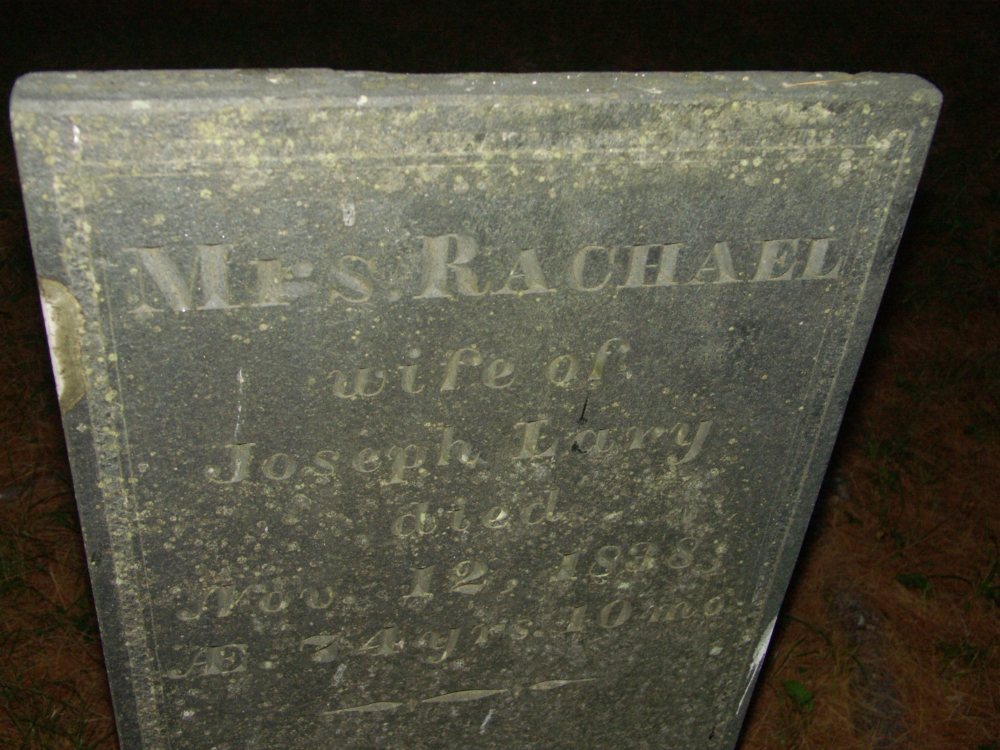 Mrs. RACHAEL
wife of
Joseph Lary
died
Nov. 12, 1838,
Æ. 74 yrs. 10 mo.